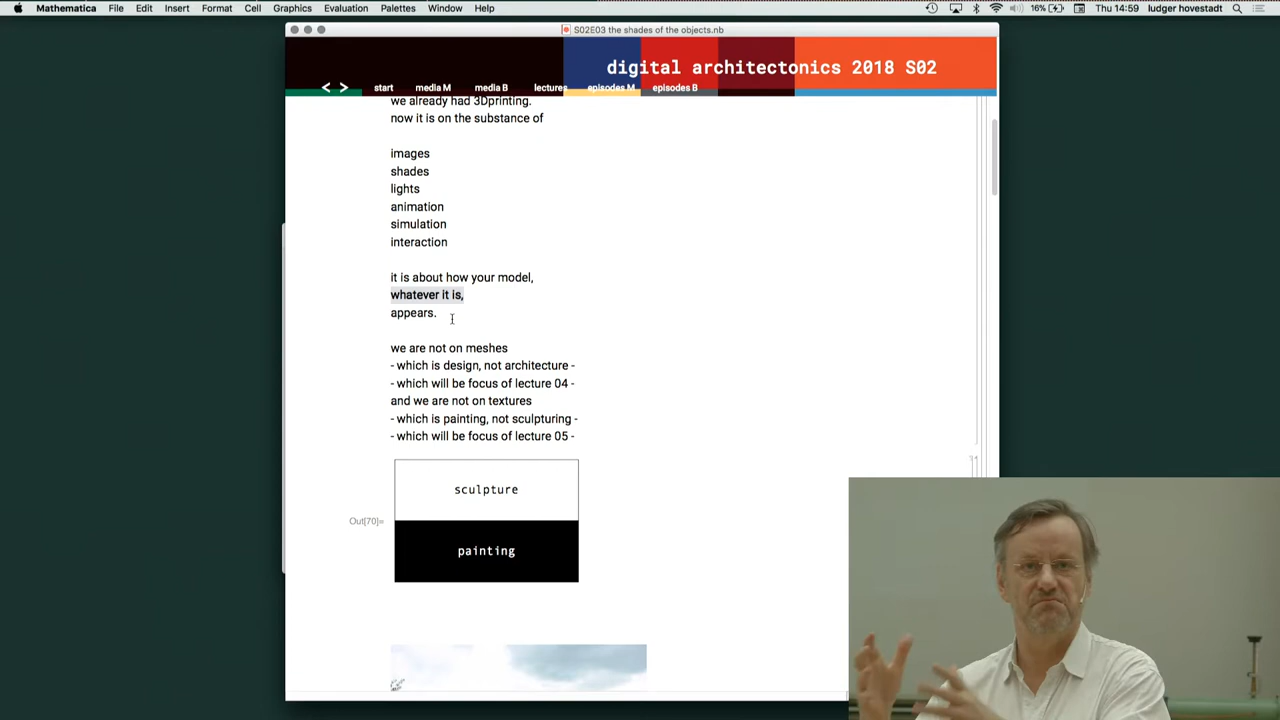 Mathematica File Edit Insert Format Cell Graphics Evaluation Palettes Window Help 16% Thu 14:59 ludger hovestadt
S02E03 the shades of the objects.nb
digital architectonics 2018 S02
< > start media M media B lectures episodes M episodes B
we already had 3Dprinting.
now it is on the substance of
images
shades
lights
animation
simulation
interaction
it is about how your model,
whatever it is,
appears.
we are not on meshes
- which is design, not architecture -
- which will be focus of lecture 04 -
and we are not on textures
- which is painting, not sculpturing -
- which will be focus of lecture 05 -
sculpture
Out[70]=
painting